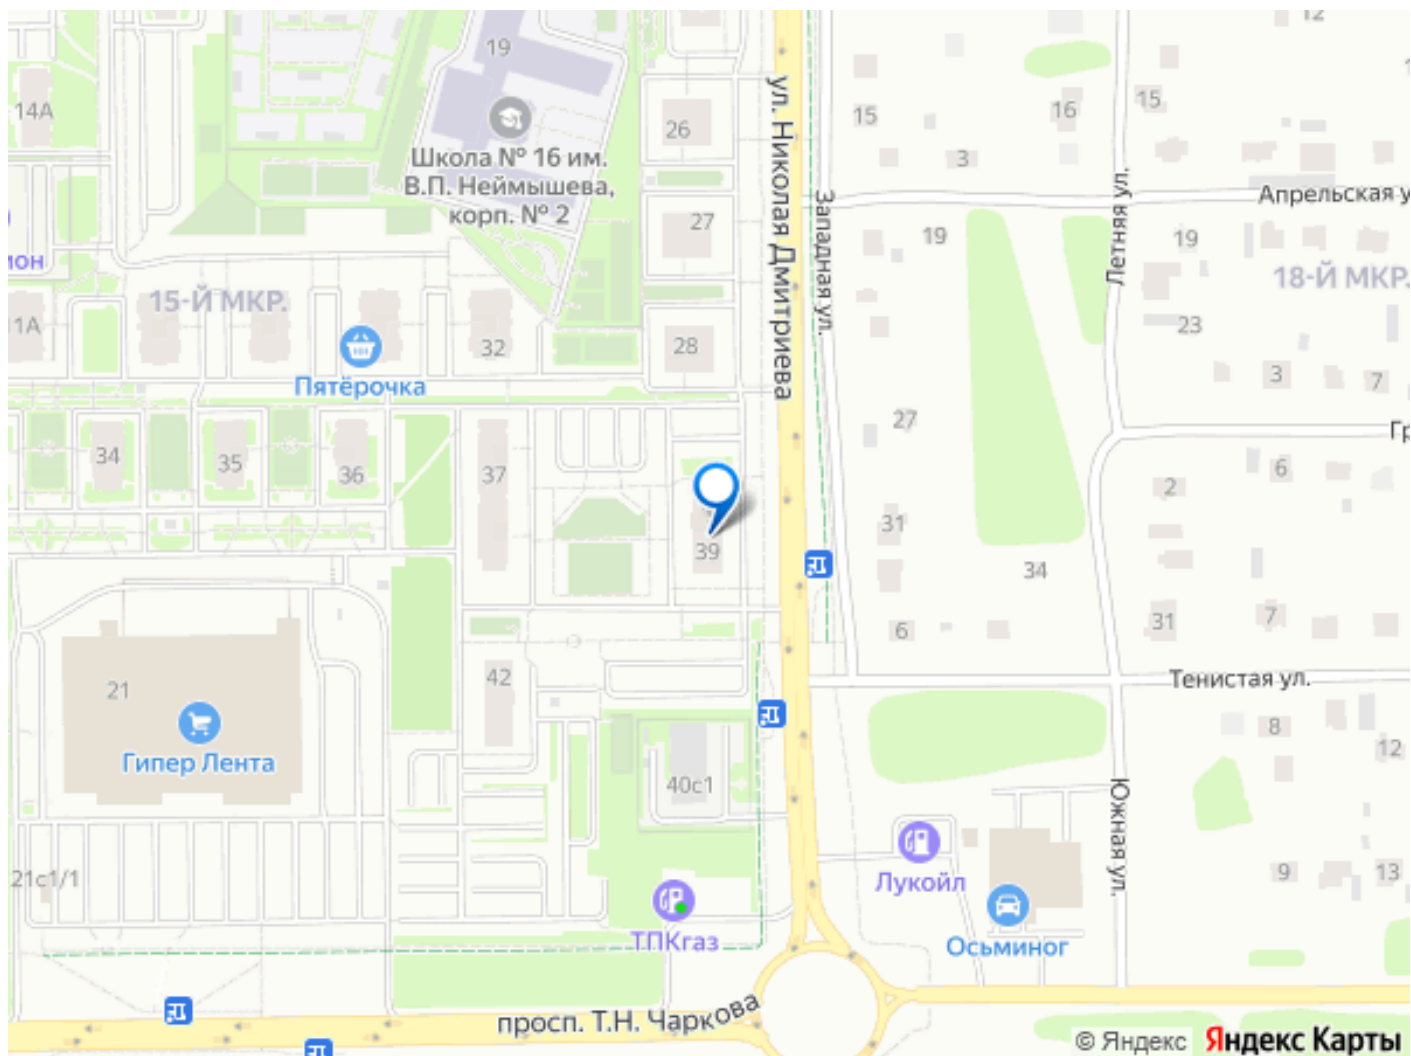 12
19
14А
26
15
16
15
3
Школа № 16 им.
В.П. Неймышева,
корп. № 2
ул. Николая Дмитриева
Западная ул.
Летняя ул.
Апрельская у
27
19
19
18-Й МКР.
ион
15-Й МКР.
1А
32
28
23
Пятёрочка
3
7
27
Гр
34
35
36
37
6
2
31
39
34
31
7
6
42
Тенистая ул.
21
Гипер Лента
8
12
40с1
Южная ул.
21с1/1
Лукойл
9
13
ТПКгаз
Осьминог
просп. Т.Н. Чаркова
© Яндекс Яндекс Карты